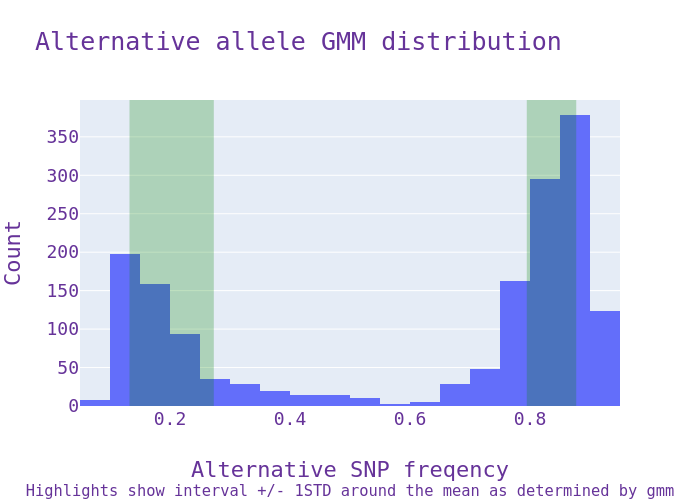 Alternative allele GMM distribution
Count
350
300
250
200
150
100
50
0
0.2 0.4 0.6 0.8
Alternative SNP freqency
Highlights show interval +/- 1STD around the mean as determined by gmm